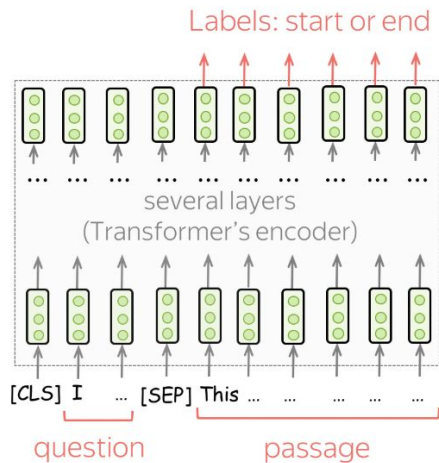 Labels: start or end
... ... ... ... ... ... ... ... ... ...
several layers
(Transformer's encoder)
[CLS] I ... [SEP] This ... ... ... ... ...
question passage